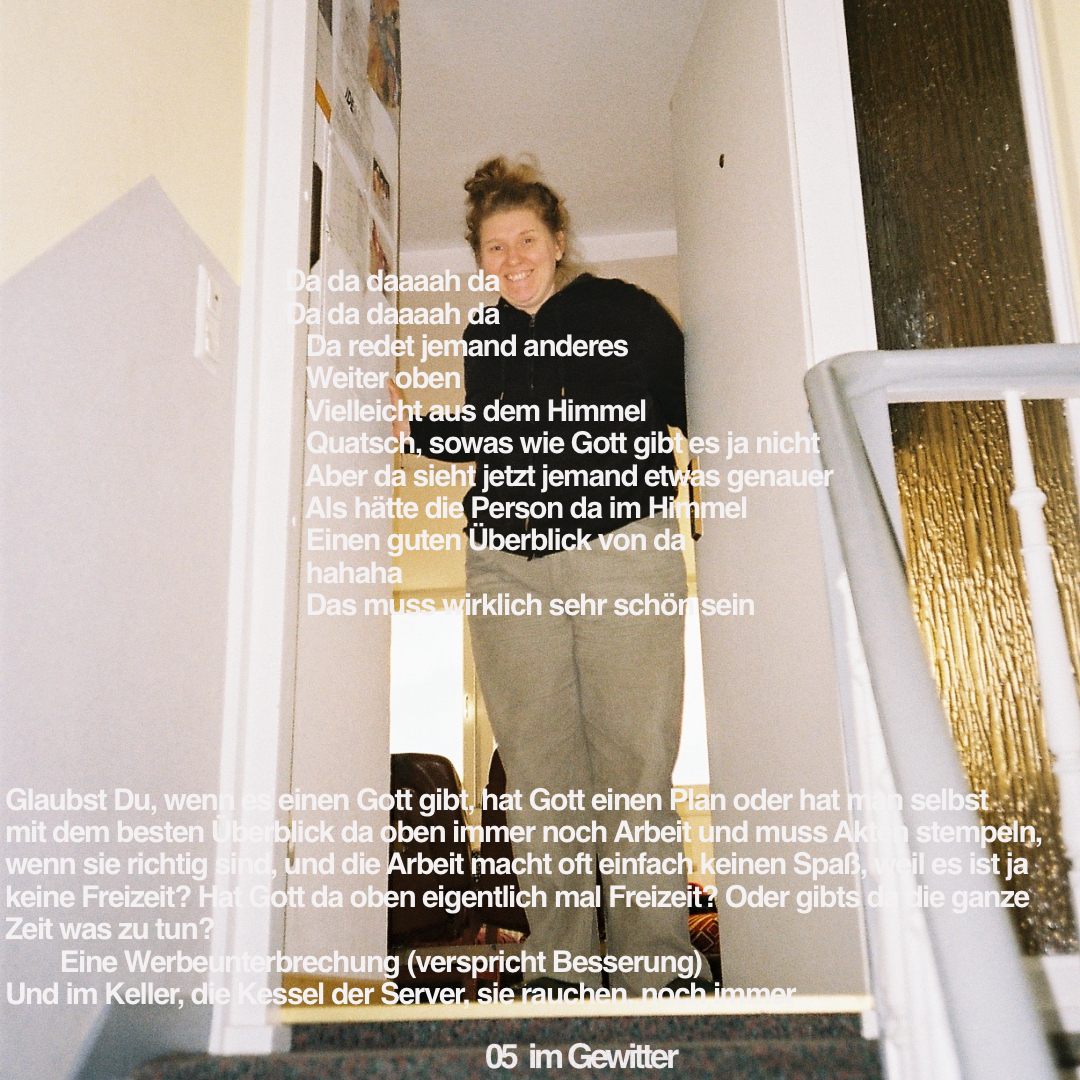 Da da daaaah da
Da da daaaah da
Da redet jemand anderes
Weiter oben
Vielleicht aus dem Himmel
Quatsch, sowas wie Gott gibt es ja nicht
Aber da sieht jetzt jemand etwas genauer
Als hätte die Person da im Himmel
Einen guten Überblick von da
hahaha
Das muss wirklich sehr schön sein
Glaubst Du, wenn es einen Gott gibt, hat Gott einen Plan oder hat man selbst
mit dem besten Überblick da oben immer noch Arbeit und muss Akten stempeln,
wenn sie richtig sind, und die Arbeit macht oft einfach keinen Spaß, weil es ist ja
keine Freizeit? Hat Gott da oben eigentlich mal Freizeit? Oder gibts da die ganze
Zeit was zu tun?
Eine Werbeunterbrechung (verspricht Besserung)
Und im Keller, die Kessel der Server, sie rauchen, noch immer
05 im Gewitter